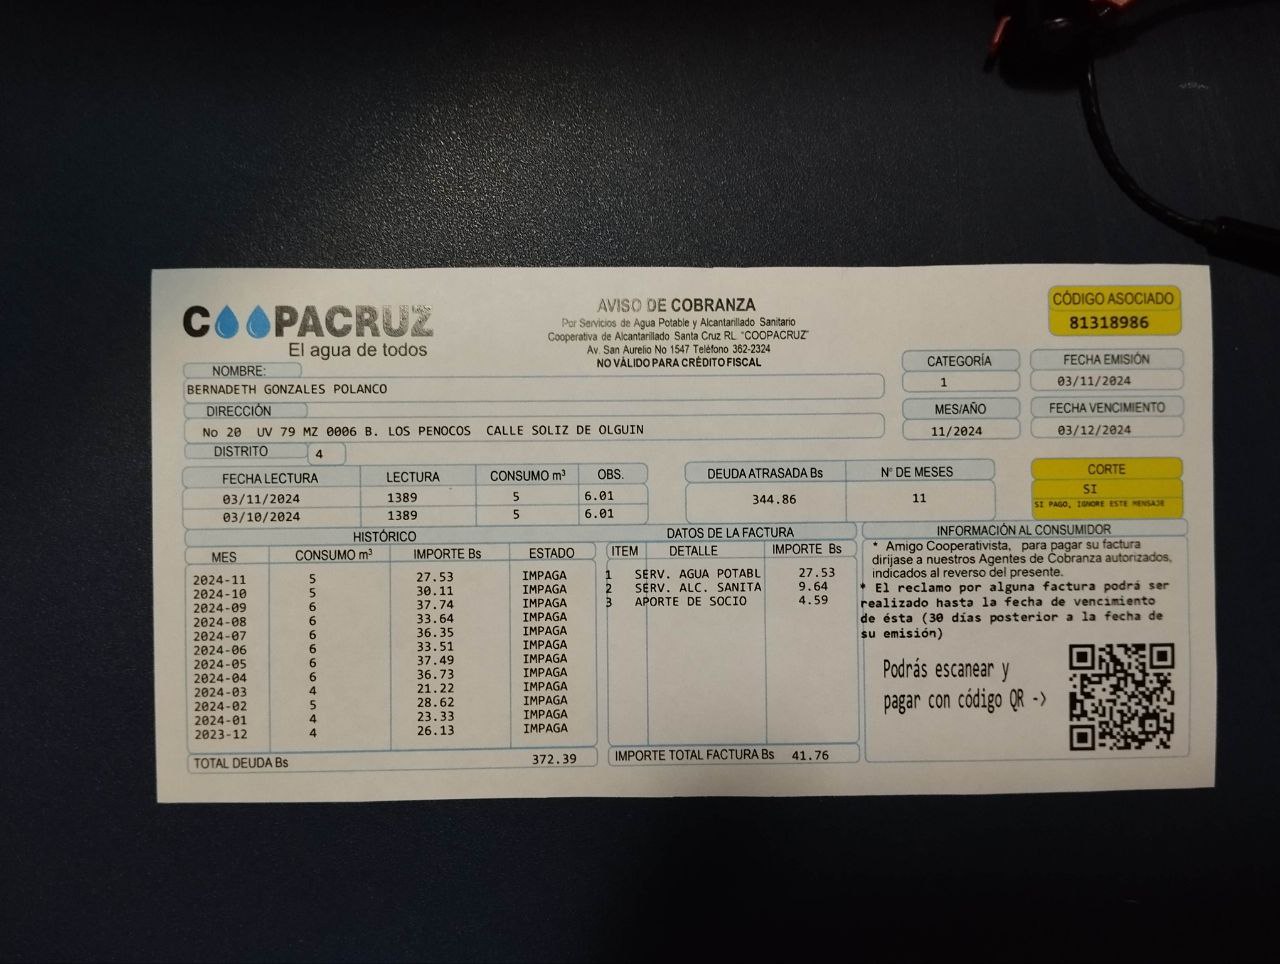 COOPACRUZ
El agua de todos
AVISO DE COBRANZA
Por Servicios de Agua Potable y Alcantarillado Sanitario
Cooperativa de Alcantarillado Santa Cruz RL. "COOPACRUZ"
Av. San Aurelio No 1547 Teléfono 362-2324
NO VÁLIDO PARA CRÉDITO FISCAL
CÓDIGO ASOCIADO
81318986
NOMBRE:
BERNADETH GONZALES POLANCO
DIRECCIÓN
No 20 UV 79 MZ 0006 B. LOS PENOCOS CALLE SOLIZ DE OLGUIN
DISTRITO 4
CATEGORÍA
1
FECHA EMISIÓN
03/11/2024
MES/AÑO
11/2024
FECHA VENCIMIENTO
03/12/2024
FECHA LECTURA LECTURA CONSUMO m³ OBS.
03/11/2024 1389 5 6.01
03/10/2024 1389 5 6.01
DEUDA ATRASADA Bs N° DE MESES
344.86 11
CORTE
SI
SI PAGO, IGNORE ESTE MENSAJE
HISTÓRICO
MES CONSUMO m³ IMPORTE Bs ESTADO
2024-11 5 27.53 IMPAGA
2024-10 5 30.11 IMPAGA
2024-09 6 37.74 IMPAGA
2024-08 6 33.64 IMPAGA
2024-07 6 36.35 IMPAGA
2024-06 6 33.51 IMPAGA
2024-05 6 37.49 IMPAGA
2024-04 6 36.73 IMPAGA
2024-03 4 21.22 IMPAGA
2024-02 5 28.62 IMPAGA
2024-01 4 23.33 IMPAGA
2023-12 4 26.13 IMPAGA
TOTAL DEUDA Bs 372.39
DATOS DE LA FACTURA
ITEM DETALLE IMPORTE Bs
1 SERV. AGUA POTABL 27.53
2 SERV. ALC. SANITA 9.64
3 APORTE DE SOCIO 4.59
IMPORTE TOTAL FACTURA Bs 41.76
INFORMACIÓN AL CONSUMIDOR
* Amigo Cooperativista, para pagar su factura
dirijase a nuestros Agentes de Cobranza autorizados,
indicados al reverso del presente.
* El reclamo por alguna factura podrá ser
realizado hasta la fecha de vencimiento
de ésta (30 días posterior a la fecha de
su emisión)
Podrás escanear y
pagar con código QR ->